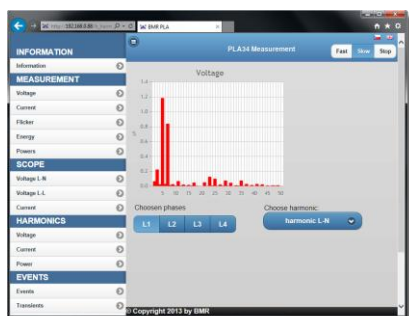 BMR PLA
INFORMATION
Information
MEASUREMENT
Voltage
Current
Flicker
Energy
Powers
SCOPE
Voltage L-N
Voltage L-L
Current
HARMONICS
Voltage
Current
Power
EVENTS
Events
Transients
PLA34 Measurement
Fast Slow Stop
Voltage
1.4
1.2
1.0
0.8
0.6
0.4
0.2
0.0
5 10 15 20 25 30 35 40 45 50
Choosen phases
L1 L2 L3 L4
Choose harmonic:
harmonic L-N
© Copyright 2013 by BMR